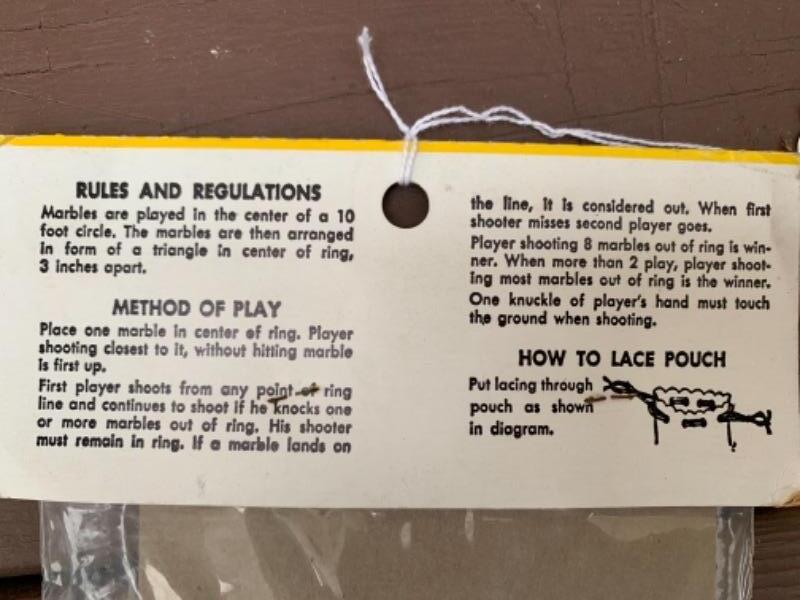 RULES AND REGULATIONS
Marbles are played in the center of a 10
foot circle. The marbles are then arranged
in form of a triangle in center of ring,
3 inches apart.
METHOD OF PLAY
Place one marble in center of ring. Player
shooting closest to it, without hitting marble
is first up.
First player shoots from any point of ring
line and continues to shoot if he knocks one
or more marbles out of ring. His shooter
must remain in ring. If a marble lands on
the line, it is considered out. When first
shooter misses second player goes.
Player shooting 8 marbles out of ring is win-
ner. When more than 2 play, player shoot-
ing most marbles out of ring is the winner.
One knuckle of player's hand must touch
the ground when shooting.
HOW TO LACE POUCH
Put lacing through
pouch as shown
in diagram.